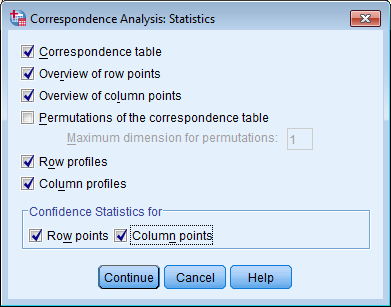 Correspondence Analysis: Statistics
Correspondence table
Overview of row points
Overview of column points
Permutations of the correspondence table
Maximum dimension for permutations: 1
Row profiles
Column profiles
Confidence Statistics for
Row points Column points
Continue Cancel Help